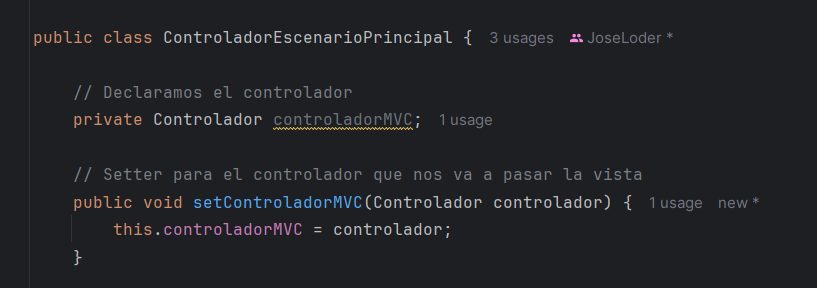 public class ControladorEscenarioPrincipal { 3 usages JoseLoder *
// Declaramos el controlador
private Controlador controladorMVC; 1 usage
// Setter para el controlador que nos va a pasar la vista
public void setControladorMVC(Controlador controlador) { 1 usage new *
this.controladorMVC = controlador;
}